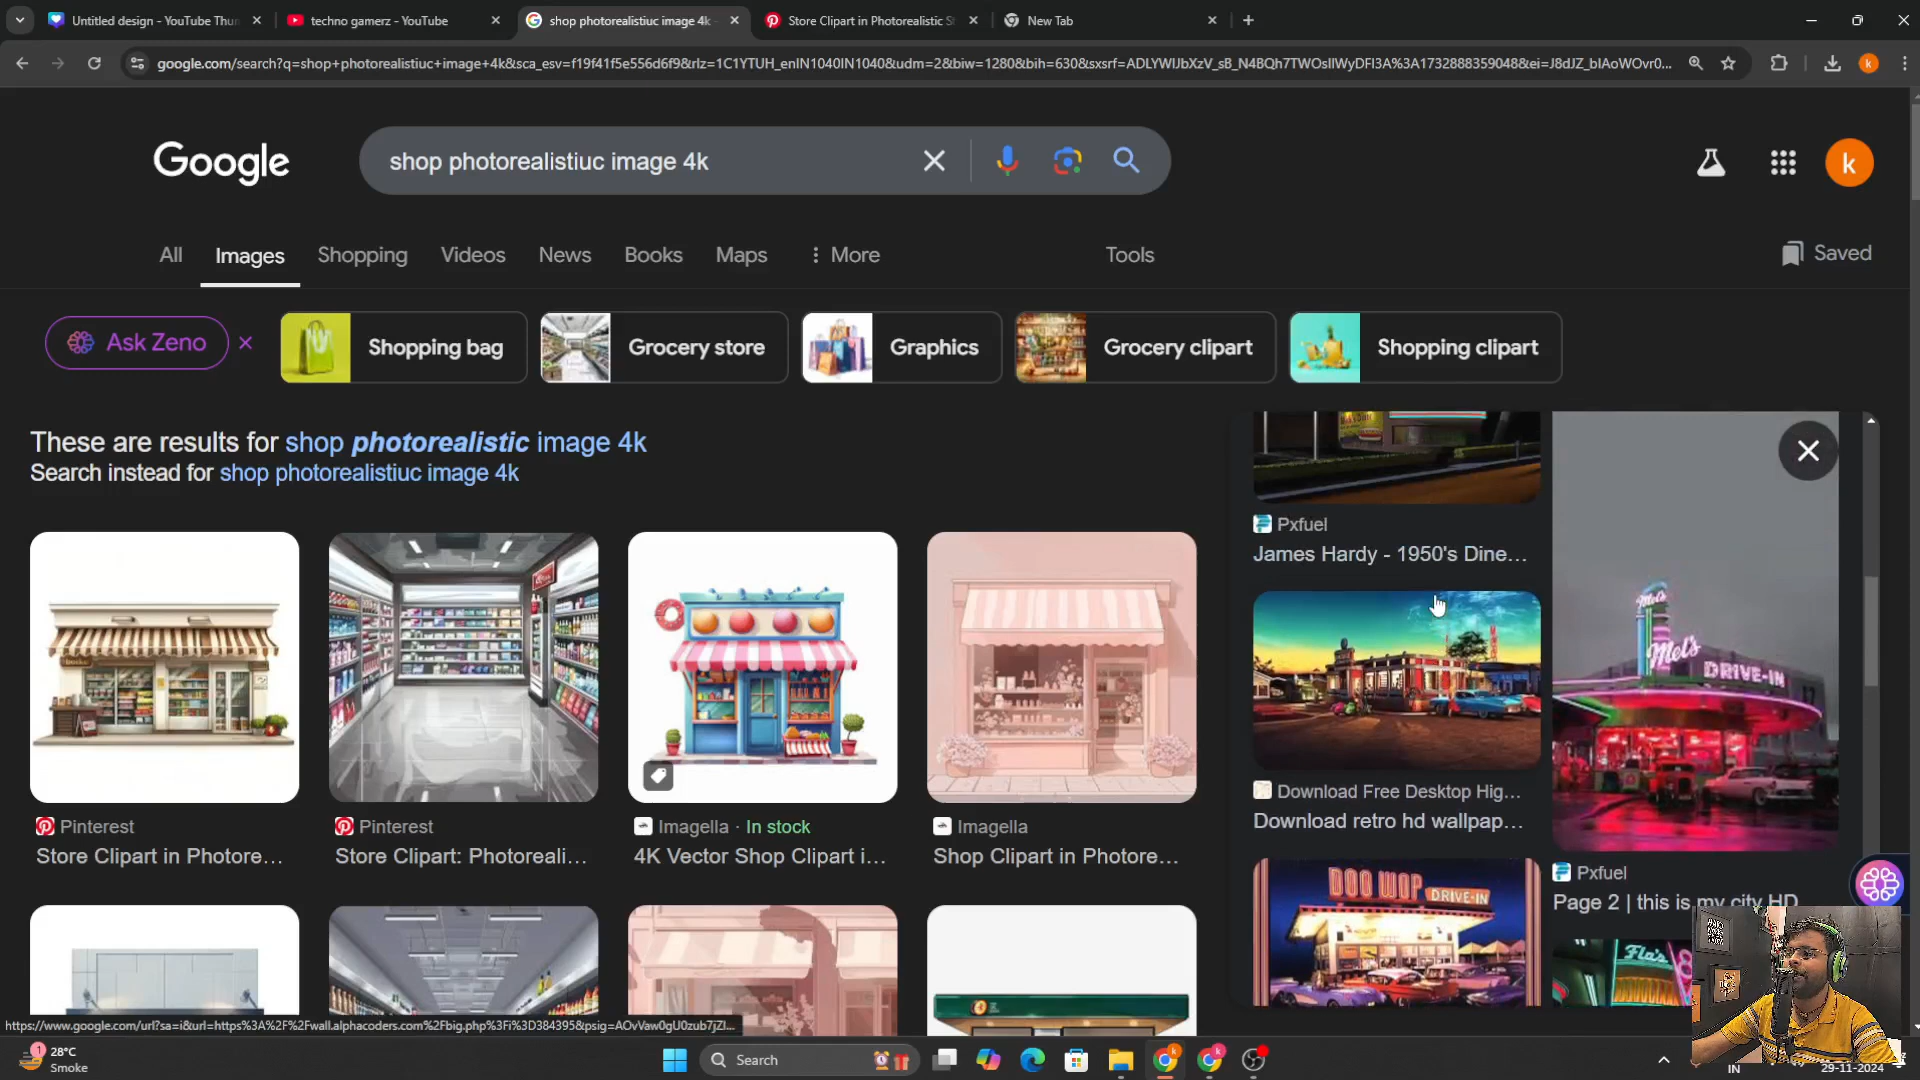 Untitled design - YouTube Thun
techno gamerz - YouTube
shop photorealistiuc image 4k -
Store Clipart in Photorealistic St
New Tab
google.com/search?q=shop+photorealistiuc+image+4k&sca_esv=f19f41f5e556d6f9&rlz=1C1YTUH_enIN1040IN1040&udm=2&biw=1280&bih=630&sxsrf=ADLYWIJbXzV_sB_N4BQh7TWOsIlWyDFl3A%3A1732888359048&ei=J8dJZ_bIAoWOvr0...
Google
shop photorealistiuc image 4k
k
All
Images
Shopping
Videos
News
Books
Maps
More
Tools
Saved
Ask Zeno
Shopping bag
Grocery store
Graphics
Grocery clipart
Shopping clipart
These are results for shop photorealistic image 4k
Search instead for shop photorealistiuc image 4k
Pxfuel
James Hardy - 1950's Dine...
Mel's
DRIVE-IN
Download Free Desktop Hig...
Download retro hd wallpap...
Pinterest
Store Clipart in Photore...
Pinterest
Store Clipart: Photoreali...
Imagella · In stock
4K Vector Shop Clipart i...
Imagella
Shop Clipart in Photore...
DOO WOP
DRIVE-IN
Pxfuel
Page 2 | this is my city HD
Flo's
https://www.google.com/url?sa=i&url=https%3A%2F%2Fwall.alphacoders.com%2Fbig.php%3Fi%3D384395&psig=AOvVaw0gU0zub7jZl...
1
28°C
Smoke
Search
IN
29-11-2024